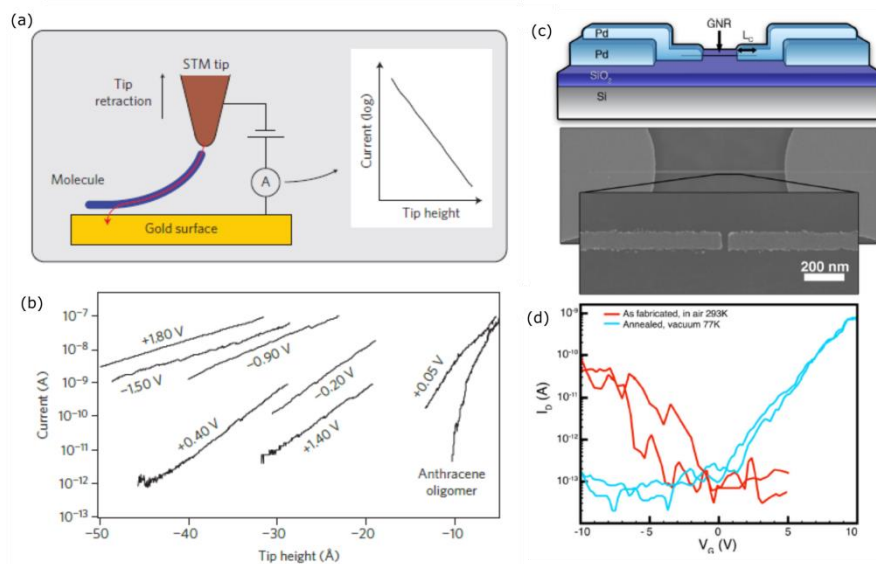 (a)
STM tip
Tip
retraction
Molecule
A
Gold surface
Current (log)
Tip height
(b)
10⁻⁷
10⁻⁸
10⁻⁹
10⁻¹⁰
10⁻¹¹
10⁻¹²
10⁻¹³
Current (A)
+1.80 V
−1.50 V
−0.90 V
−0.20 V
+0.40 V
+1.40 V
+0.05 V
Anthracene
oligomer
−50 −40 −30 −20 −10
Tip height (Å)
(c)
GNR
Pd
L_C
Pd
SiO₂
Si
200 nm
(d)
As fabricated, in air 293K
Annealed, vacuum 77K
10⁻⁹
10⁻¹⁰
10⁻¹¹
10⁻¹²
10⁻¹³
I_D (A)
-10 -5 0 5 10
V_G (V)